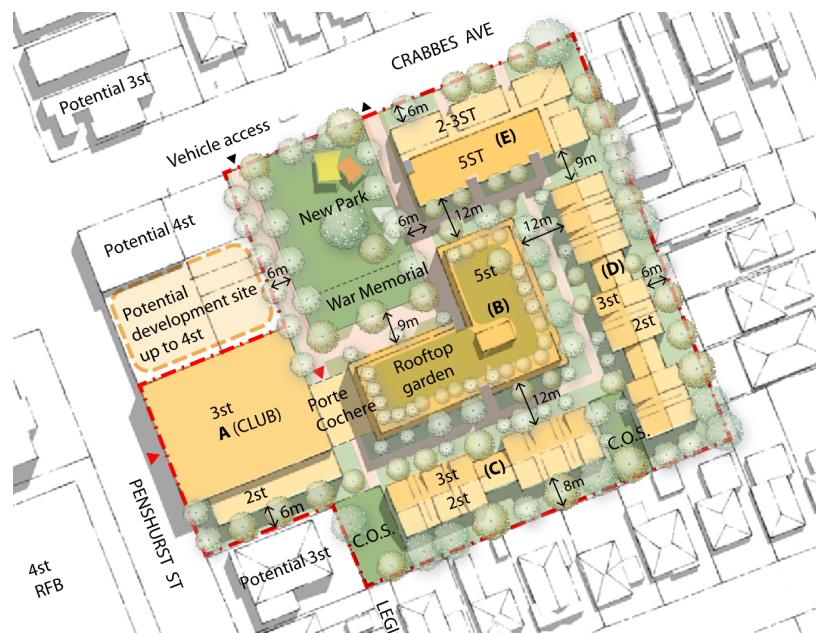 CRABBES AVE
Potential 3st
6m
2-3ST
(E)
5ST
Vehicle access
9m
New Park
Potential 4st
6m
12m
12m
6m
5st
(D)
6m
Potential
development site
up to 4st
War Memorial
(B)
3st
9m
2st
Rooftop
garden
3st
A (CLUB)
Porte
Cochere
12m
C.O.S.
(C)
3st
2st
8m
2st
6m
PENSHURST ST
C.O.S.
Potential 3st
4st
RFB